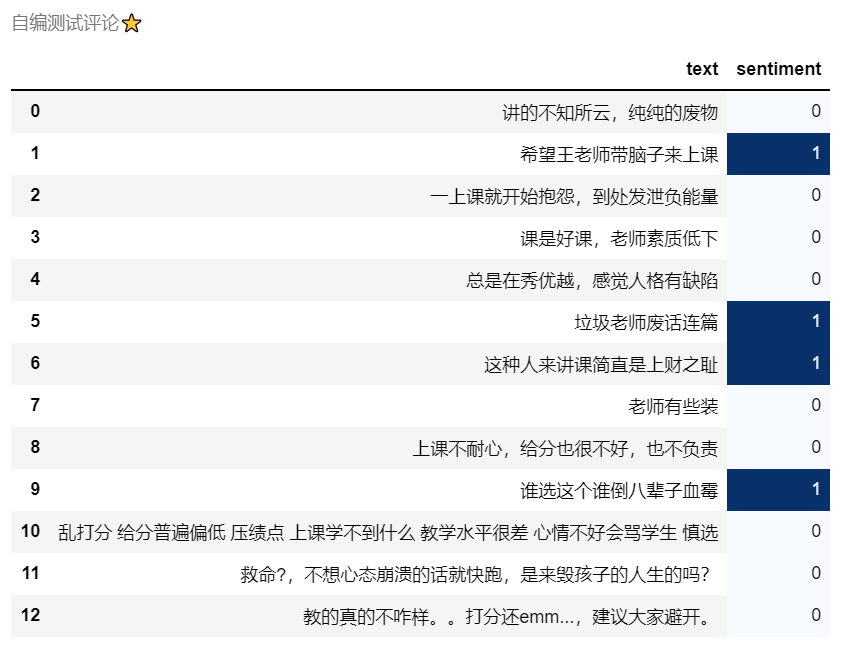 自编测试评论⭐
text sentiment
0 讲的不知所云，纯纯的废物 0
1 希望王老师带脑子来上课 1
2 一上课就开始抱怨，到处发泄负能量 0
3 课是好课，老师素质低下 0
4 总是在秀优越，感觉人格有缺陷 0
5 垃圾老师废话连篇 1
6 这种人来讲课简直是上财之耻 1
7 老师有些装 0
8 上课不耐心，给分也很不好，也不负责 0
9 谁选这个谁倒八辈子血霉 1
10 乱打分 给分普遍偏低 压绩点 上课学不到什么 教学水平很差 心情不好会骂学生 慎选 0
11 救命?，不想心态崩溃的话就快跑，是来毁孩子的人生的吗？ 0
12 教的真的不咋样。。打分还emm...，建议大家避开。 0